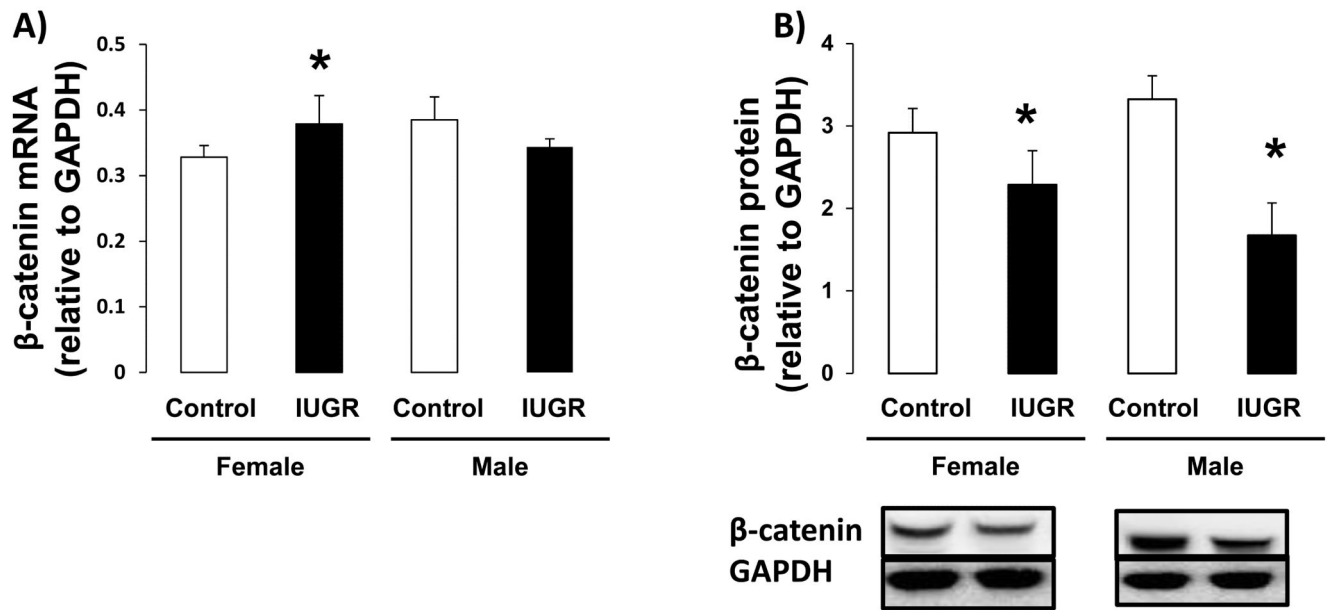 A)
β-catenin mRNA
(relative to GAPDH)
0.5
0.4
0.3
0.2
0.1
0
*
Control IUGR Control IUGR
Female Male
B)
β-catenin protein
(relative to GAPDH)
4
3
2
1
0
*
*
Control IUGR Control IUGR
Female Male
β-catenin
GAPDH